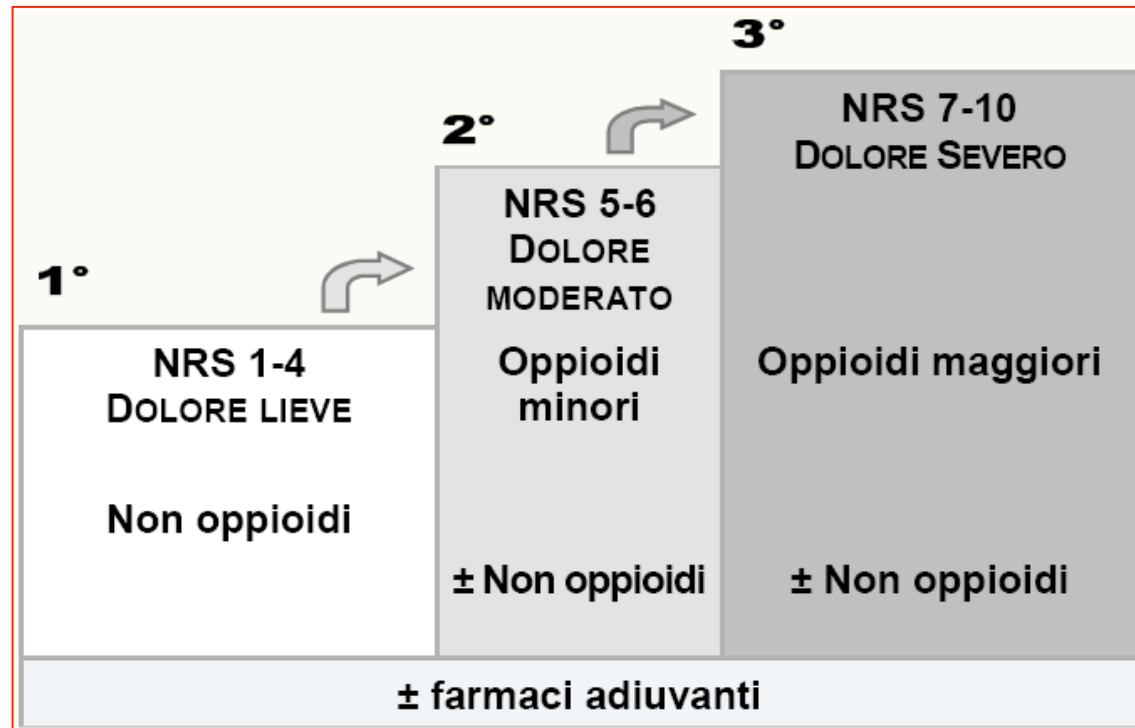 1°
NRS 1-4
DOLORE LIEVE
Non oppioidi
2°
NRS 5-6
DOLORE
MODERATO
Oppioidi
minori
± Non oppioidi
3°
NRS 7-10
DOLORE SEVERO
Oppioidi maggiori
± Non oppioidi
± farmaci adiuvanti